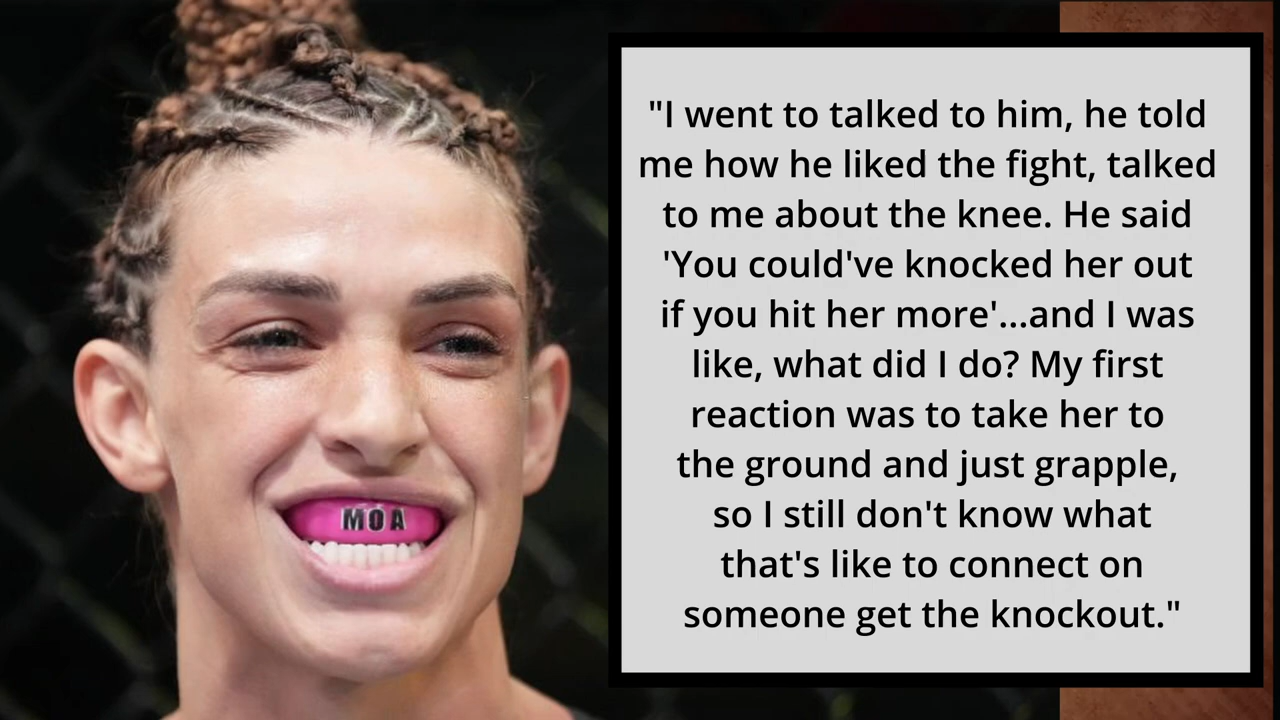 MOA
"I went to talked to him, he told
me how he liked the fight, talked
to me about the knee. He said
'You could've knocked her out
if you hit her more'...and I was
like, what did I do? My first
reaction was to take her to
the ground and just grapple,
so I still don't know what
that's like to connect on
someone get the knockout."